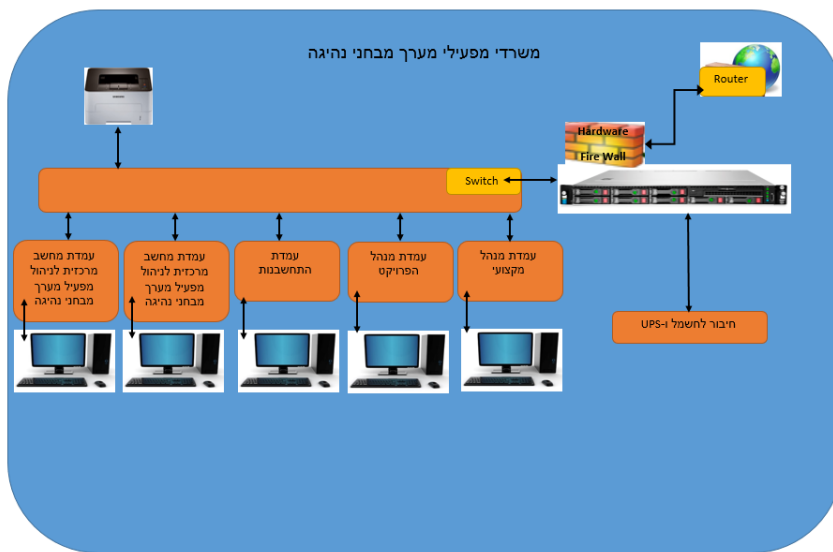 משרדי מפעילי מערך מבחני נהיגה
Router
Hardware
Fire Wall
Switch
עמדת מנהל
מקצועי
עמדת מנהל
הפרויקט
עמדת
התחשבנות
עמדת מחשב
מרכזית לניהול
מפעיל מערך
מבחני נהיגה
עמדת מחשב
מרכזית לניהול
מפעיל מערך
מבחני נהיגה
חיבור לחשמל ו-UPS